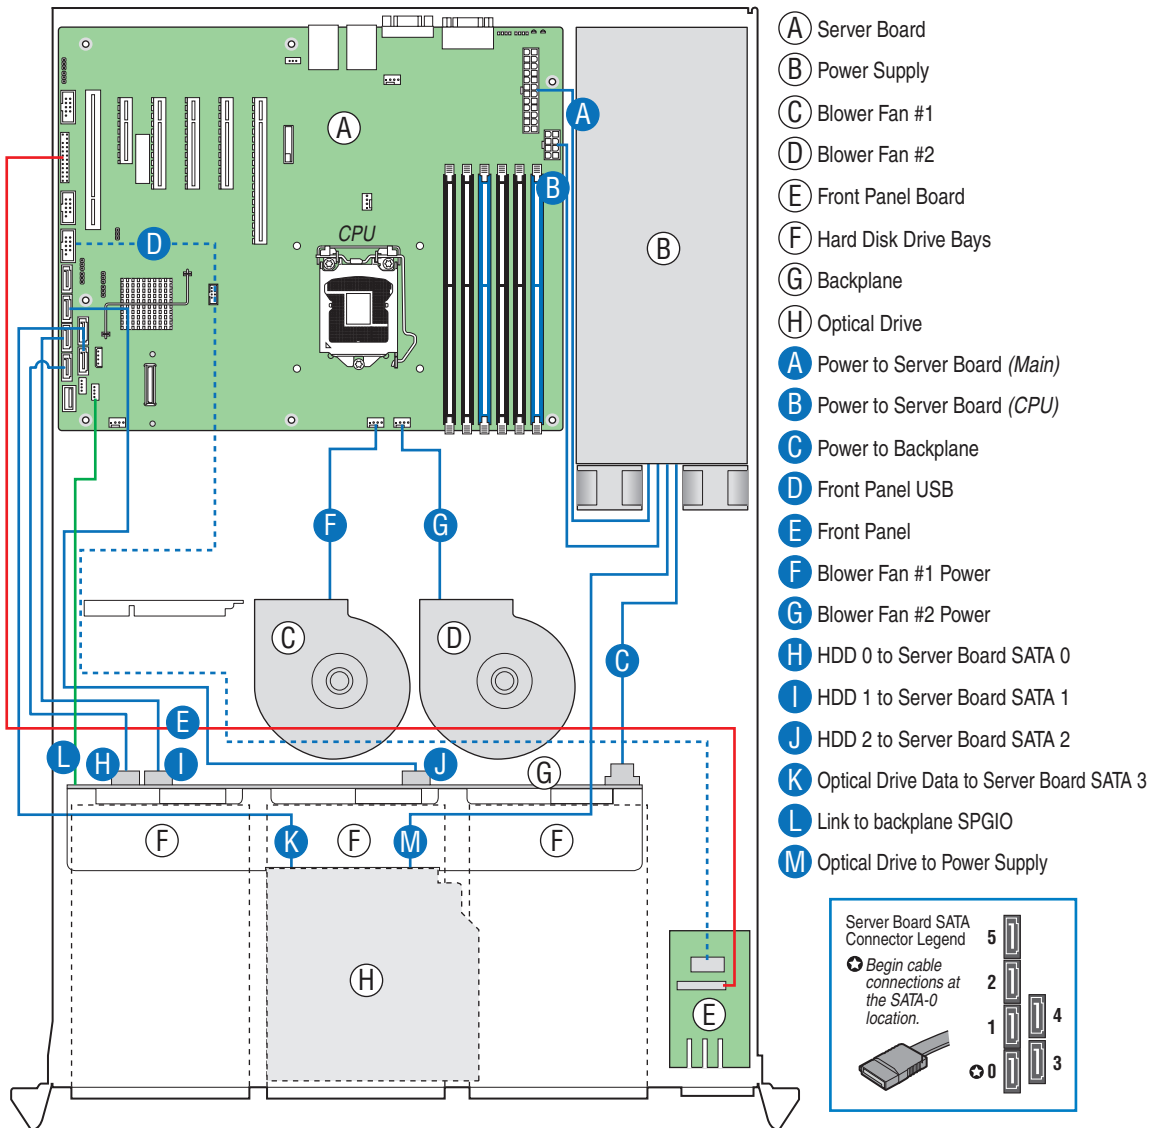 A Server Board
B Power Supply
C Blower Fan #1
D Blower Fan #2
E Front Panel Board
F Hard Disk Drive Bays
G Backplane
H Optical Drive
A Power to Server Board (Main)
B Power to Server Board (CPU)
C Power to Backplane
D Front Panel USB
E Front Panel
F Blower Fan #1 Power
G Blower Fan #2 Power
H HDD 0 to Server Board SATA 0
I HDD 1 to Server Board SATA 1
J HDD 2 to Server Board SATA 2
K Optical Drive Data to Server Board SATA 3
L Link to backplane SPGIO
M Optical Drive to Power Supply
A
A
B
B
CPU
D
F
G
C
D
C
E
L
H
I
J
G
F
K
F
M
F
H
E
Server Board SATA
Connector Legend
Begin cable
connections at
the SATA-0
location.
5
2
1
4
0
3